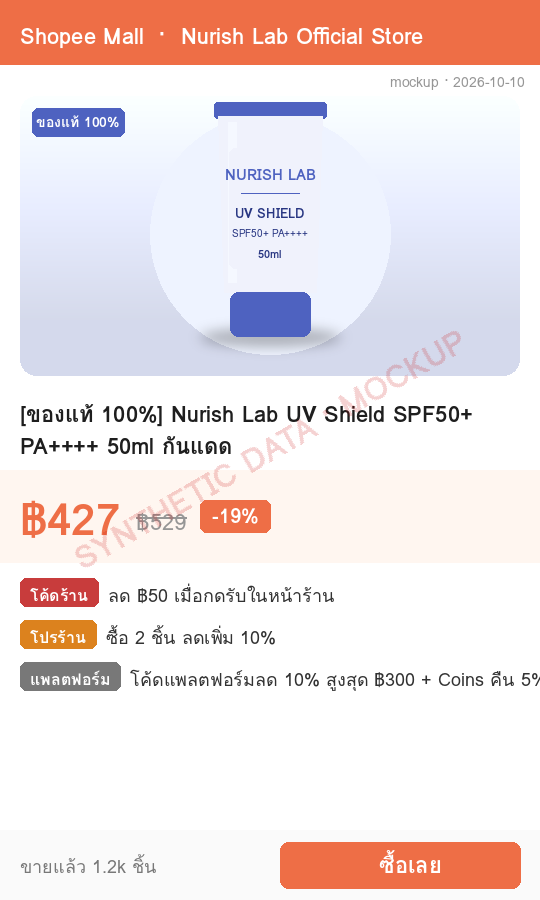 Shopee Mall · Nurish Lab Official Store
mockup · 2026-10-10
ของแท้ 100%
NURISH LAB
UV SHIELD
SPF50+ PA++++
50ml
[ของแท้ 100%] Nurish Lab UV Shield SPF50+
PA++++ 50ml กันแดด
฿427 ฿529 -19%
SYNTHETIC DATA · MOCKUP
โค้ดร้าน ลด ฿50 เมื่อกดรับในหน้าร้าน
โปรร้าน ซื้อ 2 ชิ้น ลดเพิ่ม 10%
แพลตฟอร์ม โค้ดแพลตฟอร์มลด 10% สูงสุด ฿300 + Coins คืน 5%
ขายแล้ว 1.2k ชิ้น ซื้อเลย